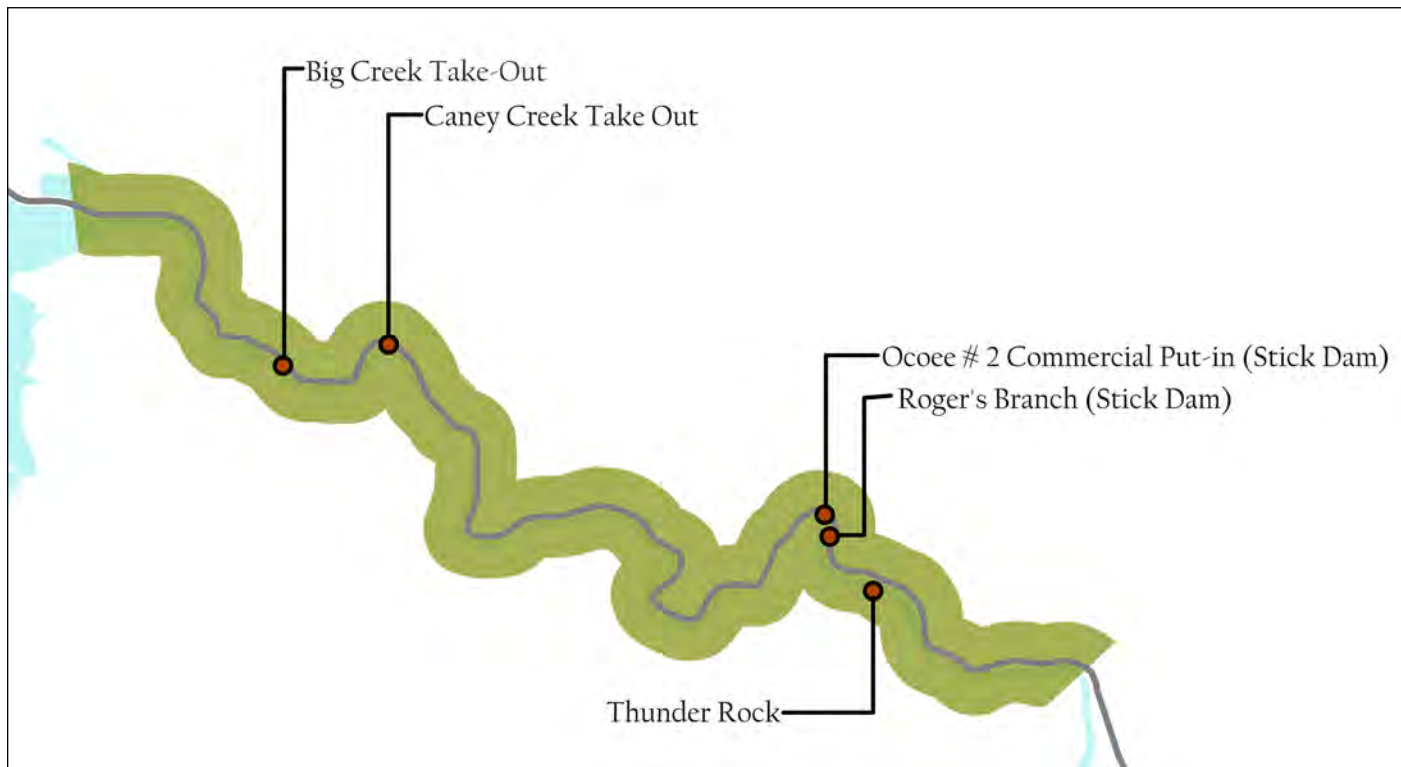 Big Creek Take-Out
Caney Creek Take Out
Ocoee # 2 Commercial Put-in (Stick Dam)
Roger's Branch (Stick Dam)
Thunder Rock